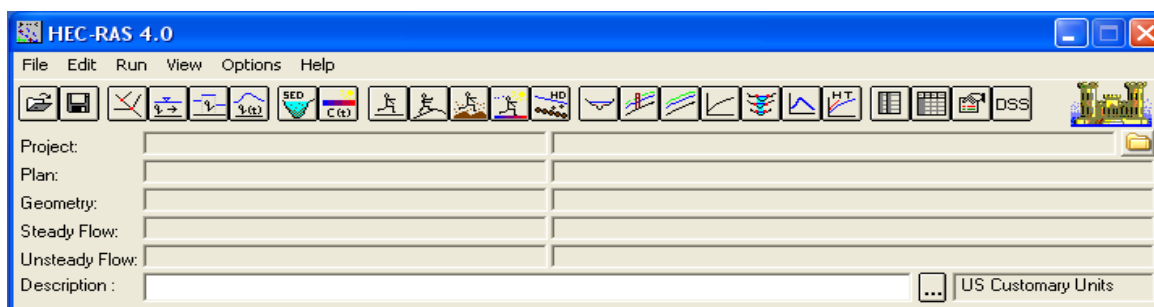 HEC-RAS 4.0
File Edit Run View Options Help
SED C(t) HD HT DSS
Project:
Plan:
Geometry:
Steady Flow:
Unsteady Flow:
Description : ... US Customary Units